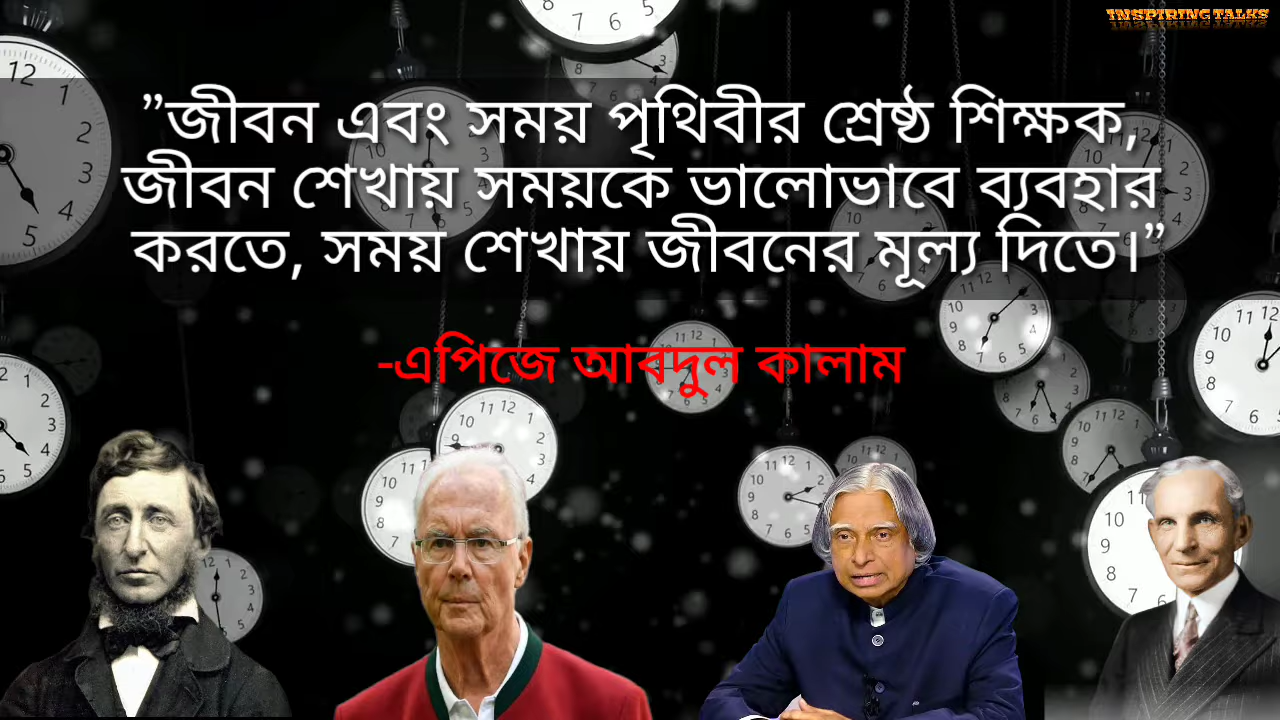 INSPIRING TALKS
”জীবন এবং সময় পৃথিবীর শ্রেষ্ঠ শিক্ষক,
জীবন শেখায় সময়কে ভালোভাবে ব্যবহার
করতে, সময় শেখায় জীবনের মূল্য দিতে।”
-এপিজে আবদুল কালাম